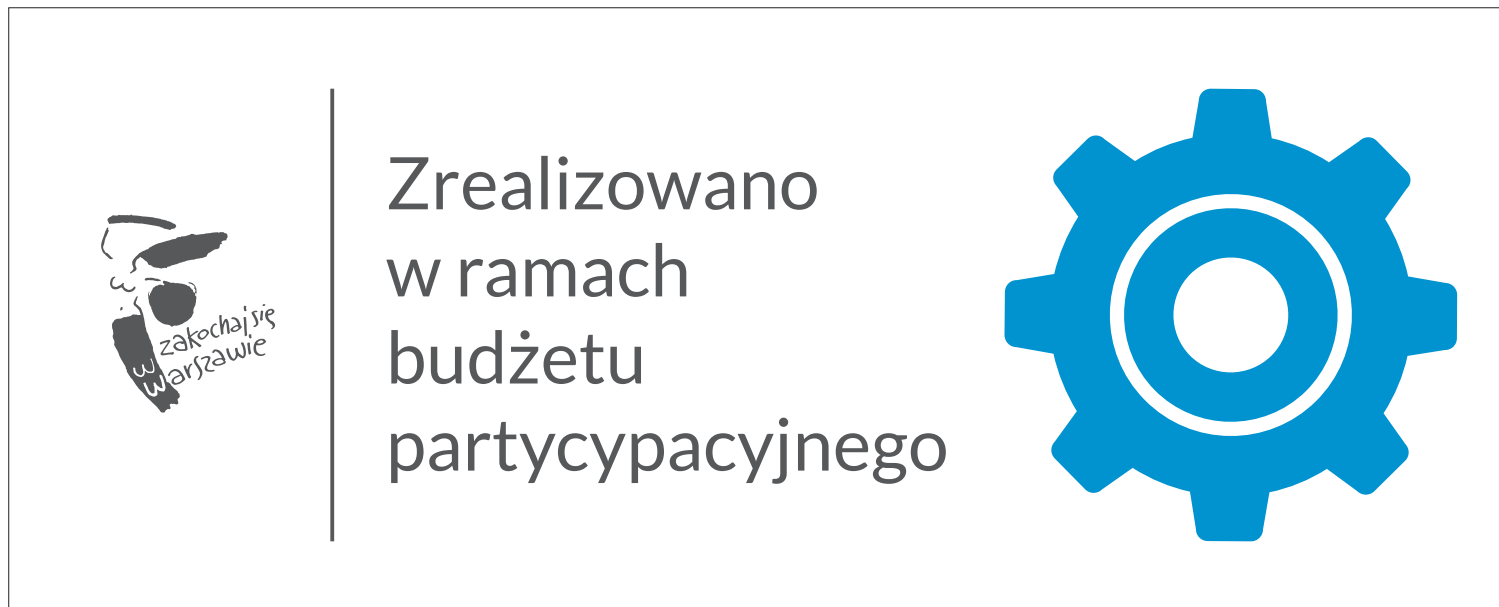 zakochaj się
w
warszawie
Zrealizowano
w ramach
budżetu
partycypacyjnego